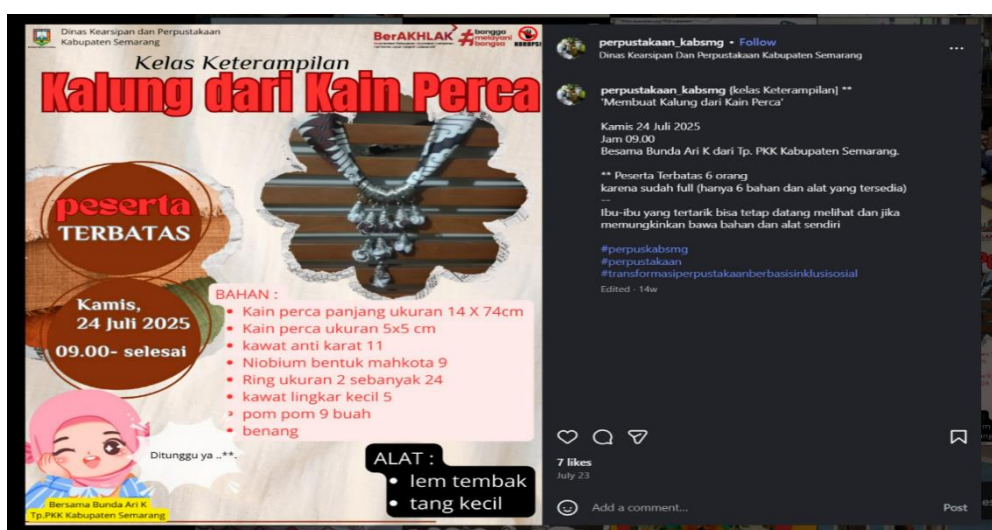 Dinas Kearsipan dan Perpustakaan
Kabupaten Semarang
BerAKHLAK
#bangga
melayani
bangsa
KORUPSI
Kelas Keterampilan
Kalung dari Kain Perca
peserta
TERBATAS
Kamis,
24 Juli 2025
09.00- selesai
BAHAN :
• Kain perca panjang ukuran 14 X 74cm
• Kain perca ukuran 5x5 cm
• kawat anti karat 11
• Niobium bentuk mahkota 9
• Ring ukuran 2 sebanyak 24
• kawat lingkar kecil 5
• pom pom 9 buah
• benang
Ditunggu ya ..**.
ALAT :
• lem tembak
• tang kecil
Bersama Bunda Ari K
Tp.PKK Kabupaten Semarang
perpustakaan_kabsmg • Follow
Dinas Kearsipan Dan Perpustakaan Kabupaten Semarang
perpustakaan_kabsmg {kelas Keterampilan] **
'Membuat Kalung dari Kain Perca'
Kamis 24 Juli 2025
Jam 09.00
Besama Bunda Ari K dari Tp. PKK Kabupaten Semarang.
** Peserta Terbatas 6 orang
karena sudah full (hanya 6 bahan dan alat yang tersedia)
--
Ibu-ibu yang tertarik bisa tetap datang melihat dan jika
memungkinkan bawa bahan dan alat sendiri
#perpuskabsmg
#perpustakaan
#transformasiperpustakaanberbasisinklusisosial
Edited · 14w
7 likes
July 23
Add a comment...
Post